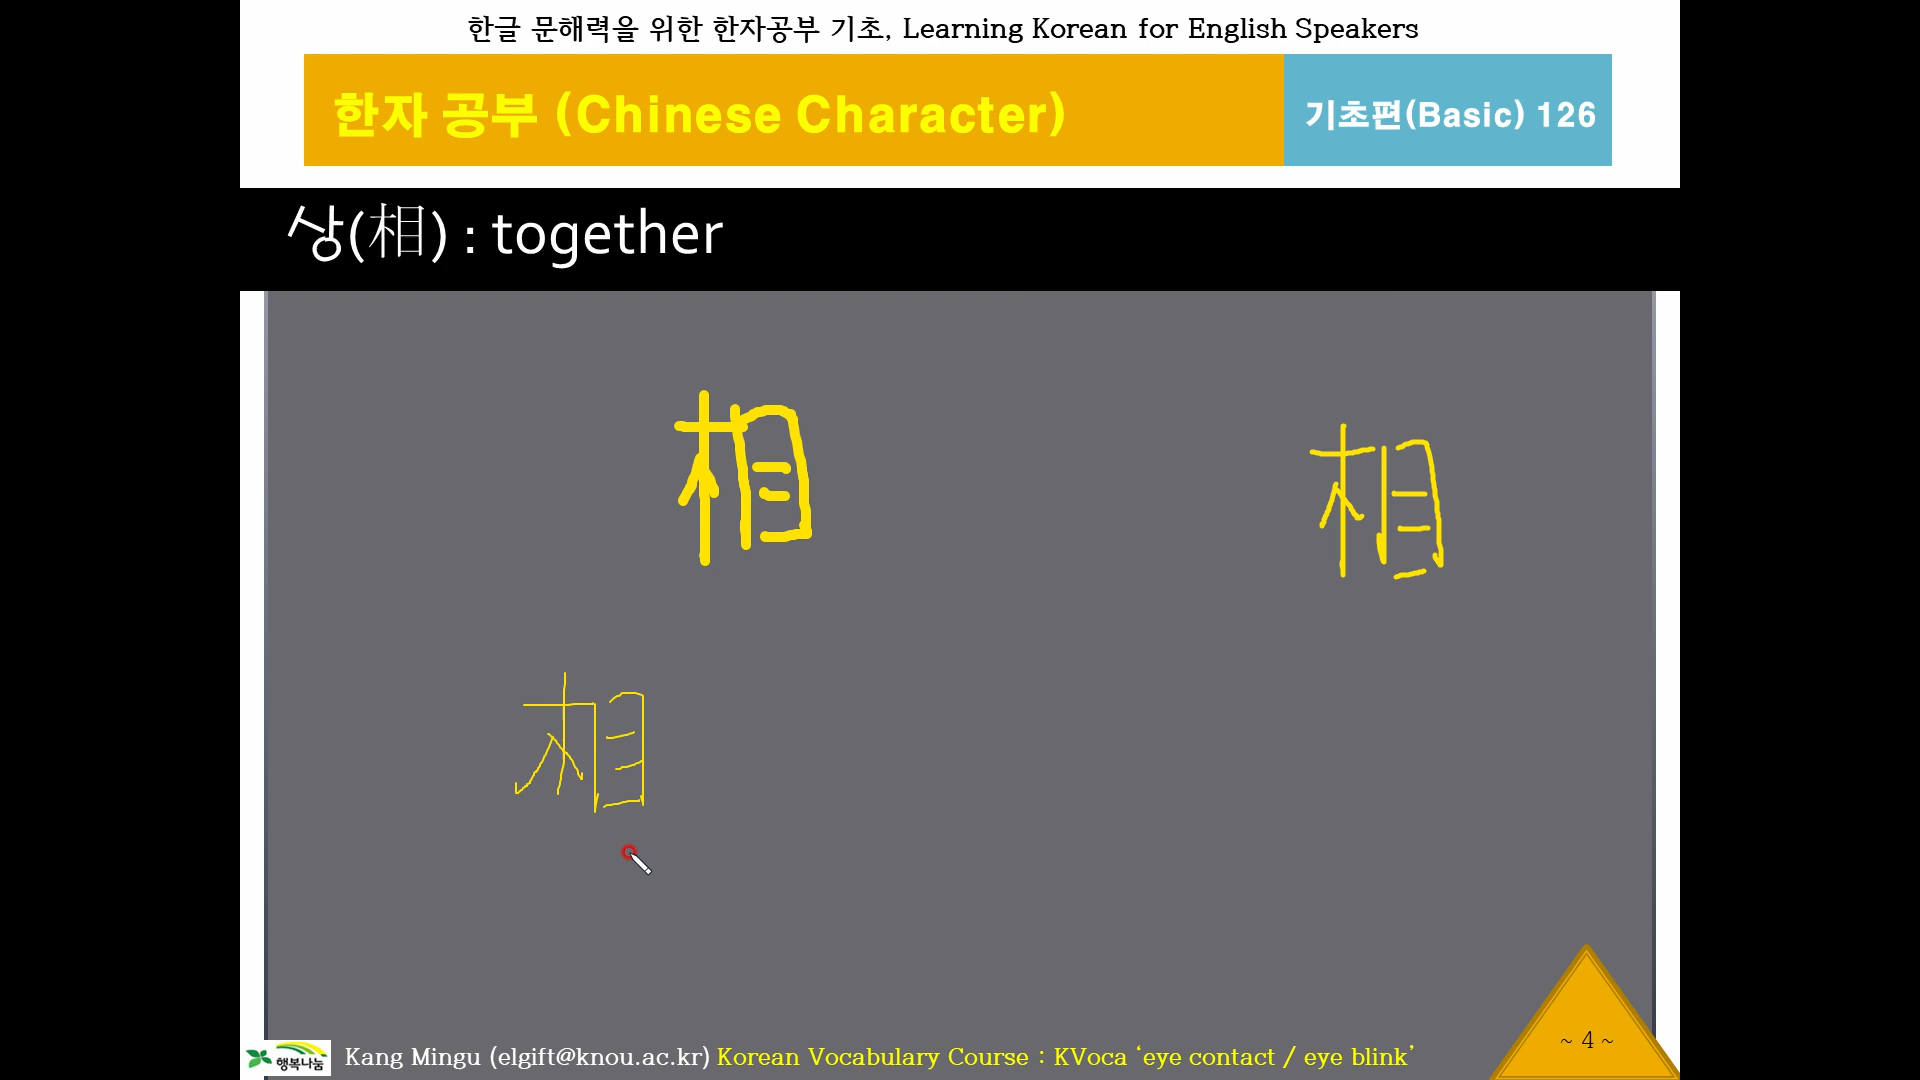 한글 문해력을 위한 한자공부 기초, Learning Korean for English Speakers
한자 공부 (Chinese Character)
기초편(Basic) 126
상(相) : together
相
相
相
행복나눔
Kang Mingu (elgift@knou.ac.kr) Korean Vocabulary Course : KVoca ‘eye contact / eye blink’
~ 4 ~